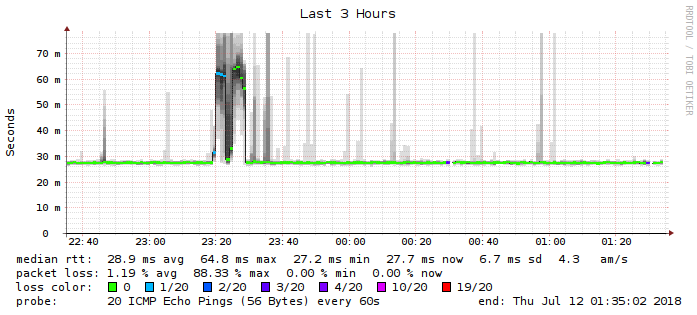 Last 3 Hours
RRDTOOL / TOBI OETIKER
Seconds
70 m
60 m
50 m
40 m
30 m
20 m
10 m
0
22:40 23:00 23:20 23:40 00:00 00:20 00:40 01:00 01:20
median rtt: 28.9 ms avg 64.8 ms max 27.2 ms min 27.7 ms now 6.7 ms sd 4.3 am/s
packet loss: 1.19 % avg 88.33 % max 0.00 % min 0.00 % now
loss color: 0 1/20 2/20 3/20 4/20 10/20 19/20
probe: 20 ICMP Echo Pings (56 Bytes) every 60s end: Thu Jul 12 01:35:02 2018